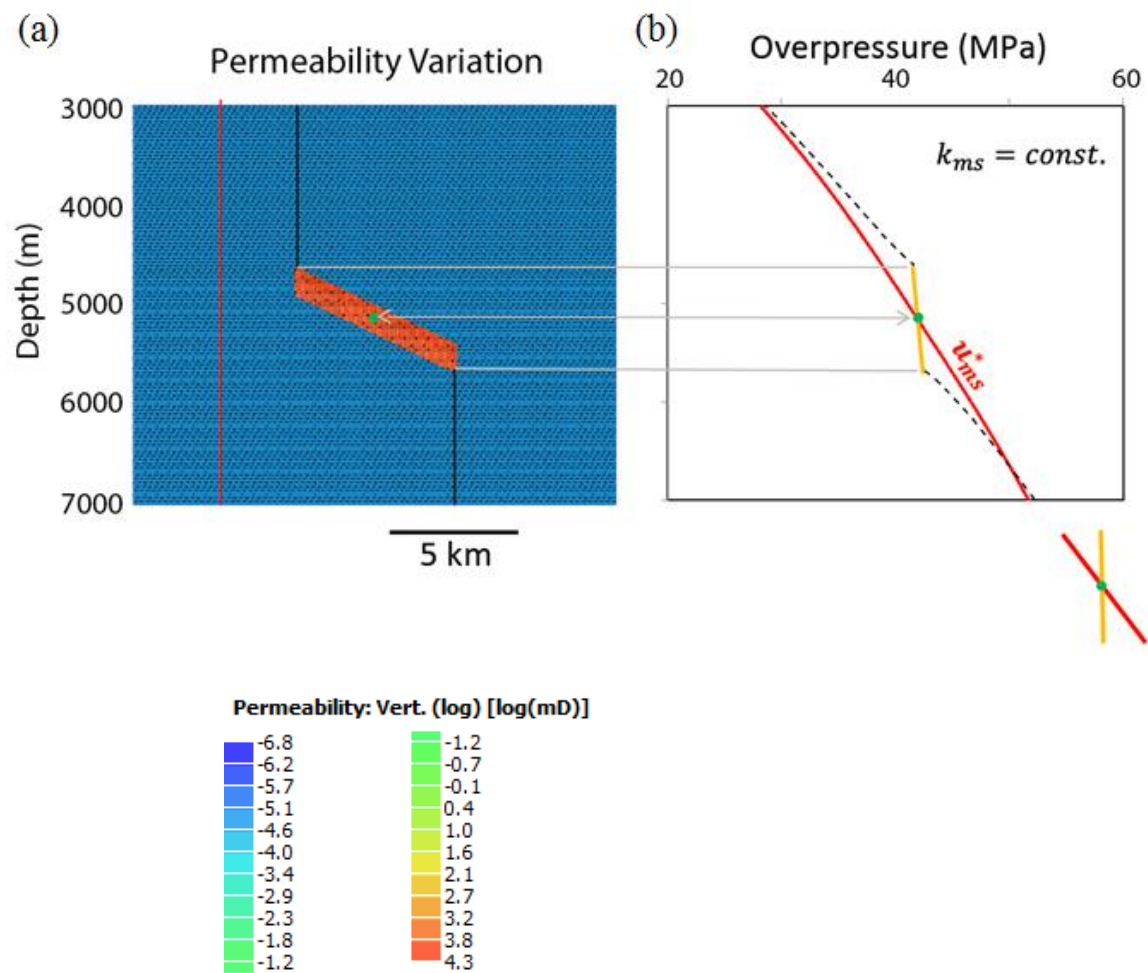 (a)
Permeability Variation
Depth (m)
3000
4000
5000
6000
7000
5 km
(b)
Overpressure (MPa)
20 40 60
k_ms = const.
u*_ms
Permeability: Vert. (log) [log(mD)]
-6.8 -1.2
-6.2 -0.7
-5.7 -0.1
-5.1 0.4
-4.6 1.0
-4.0 1.6
-3.4 2.1
-2.9 2.7
-2.3 3.2
-1.8 3.8
-1.2 4.3